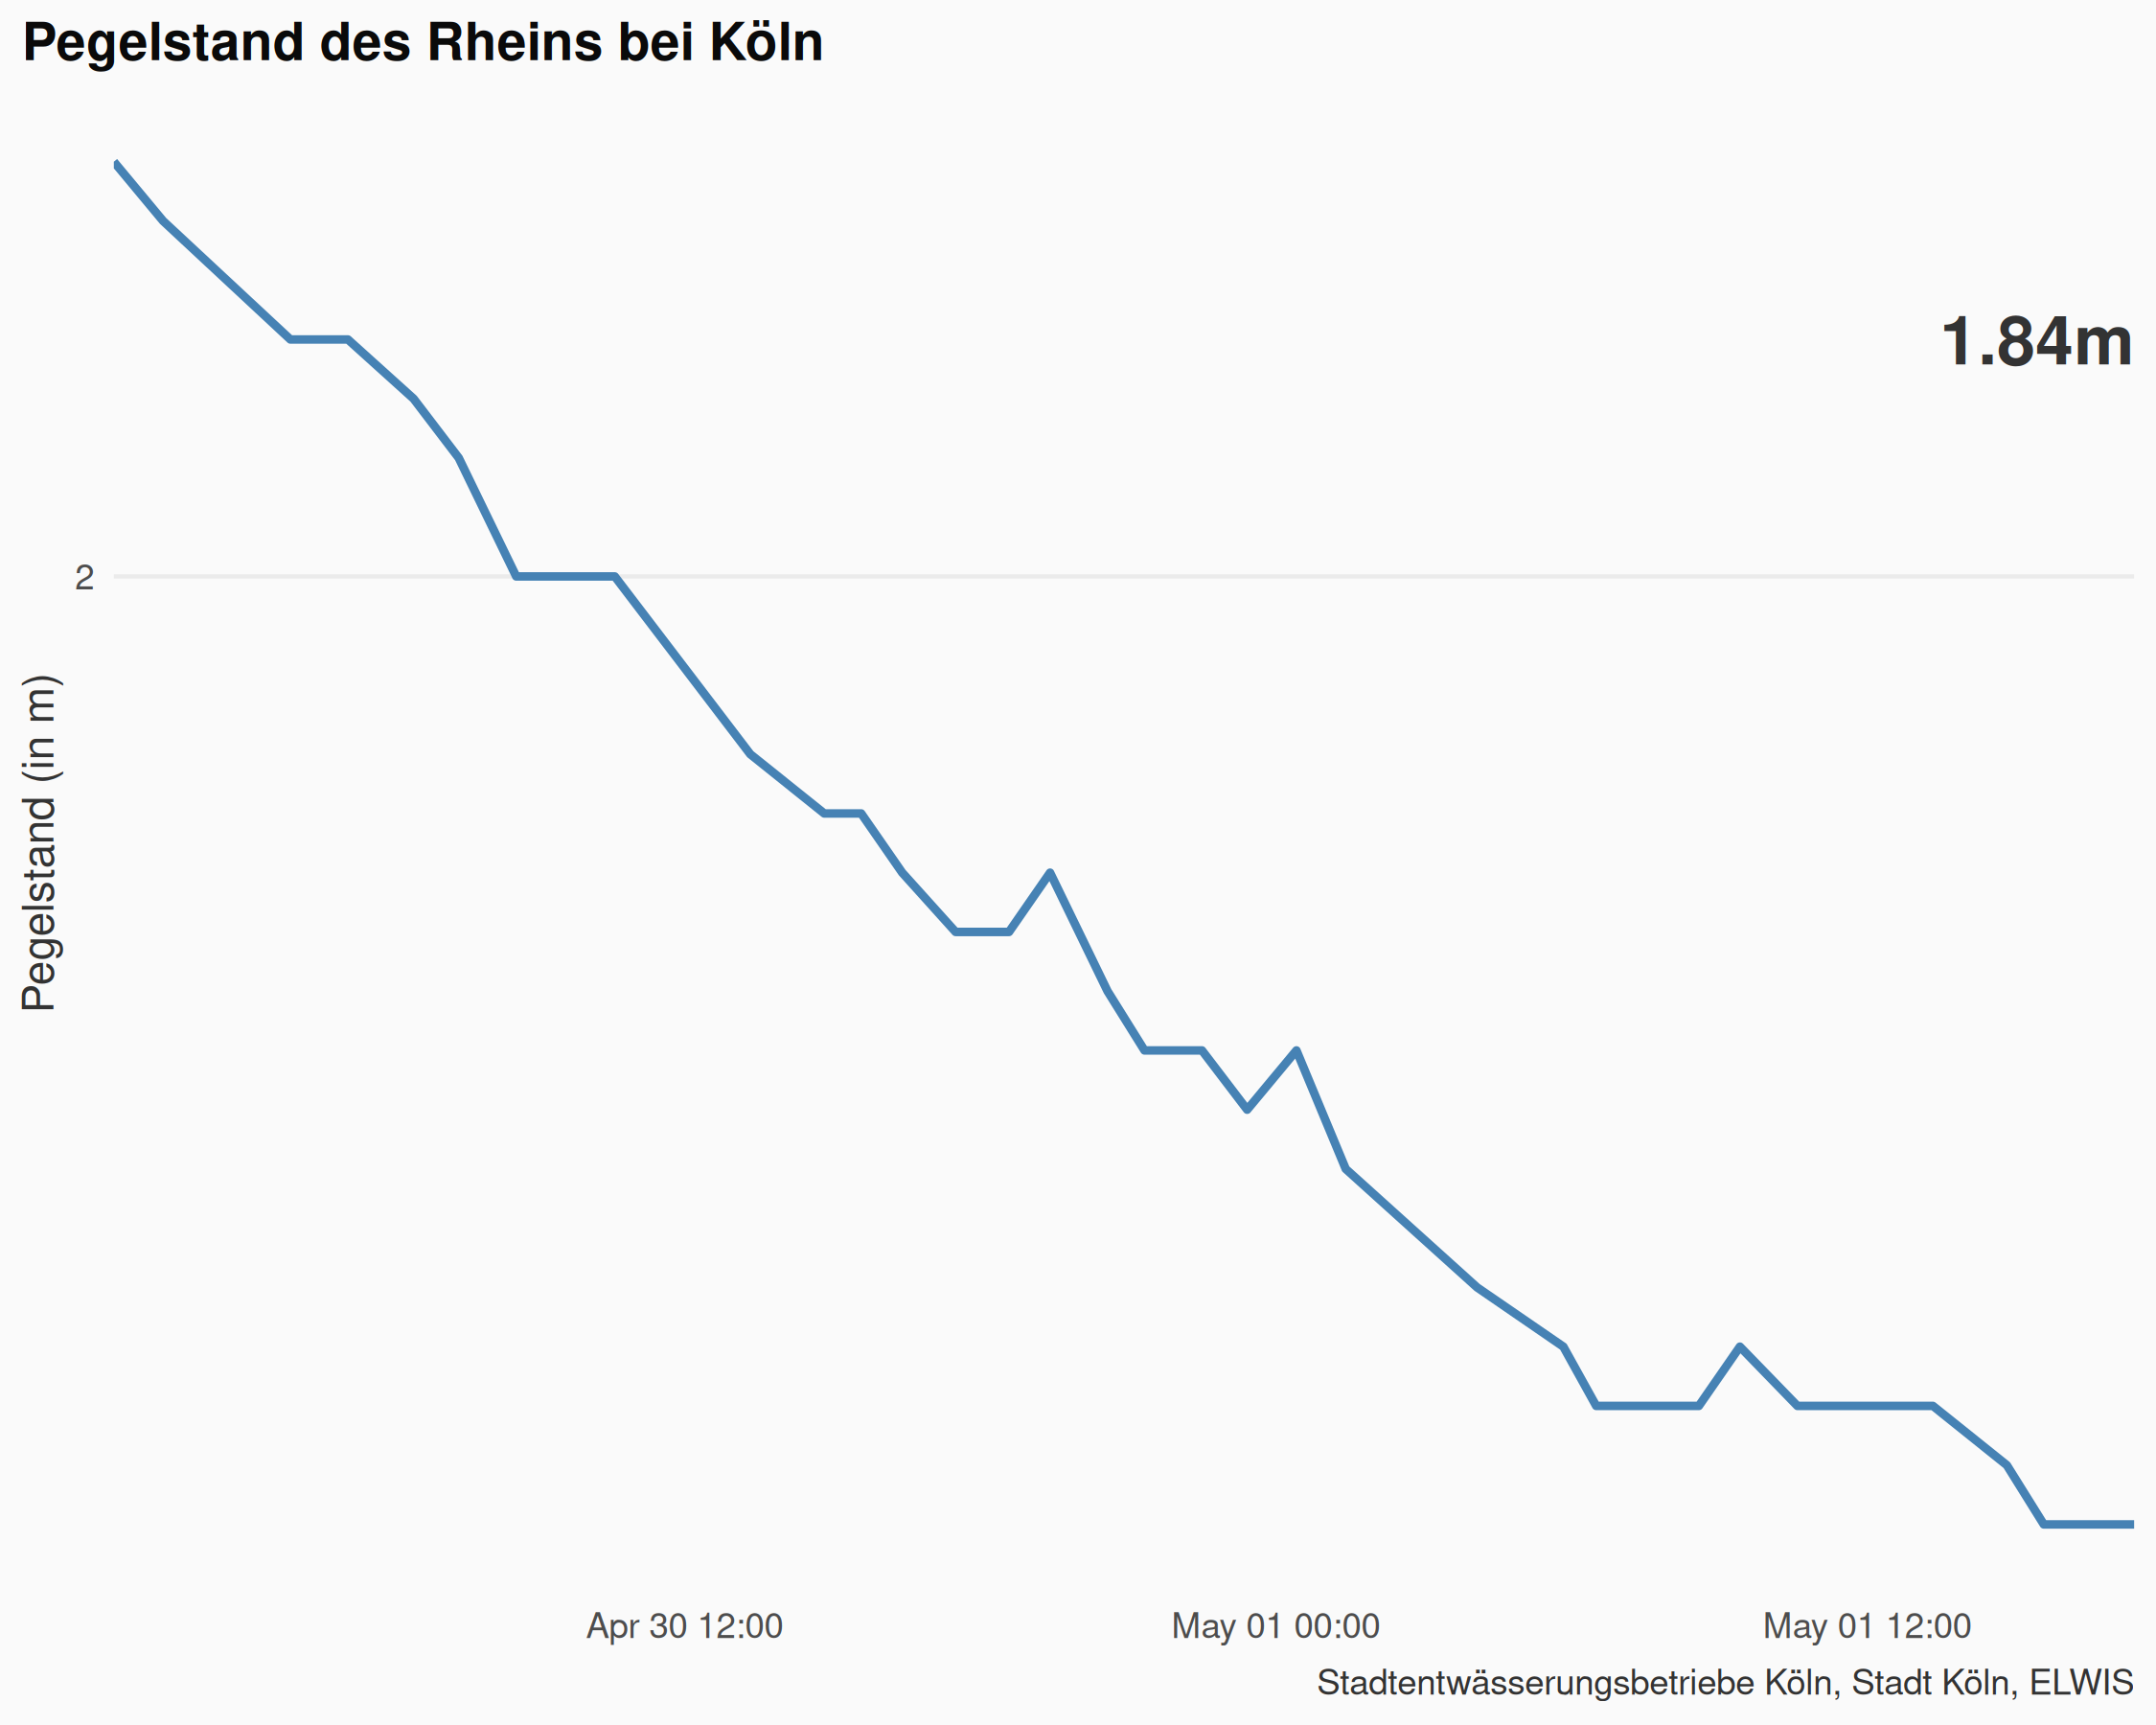 Pegelstand des Rheins bei Köln
1.84m
2
Pegelstand (in m)
Apr 30 12:00
May 01 00:00
May 01 12:00
Stadtentwässerungsbetriebe Köln, Stadt Köln, ELWIS